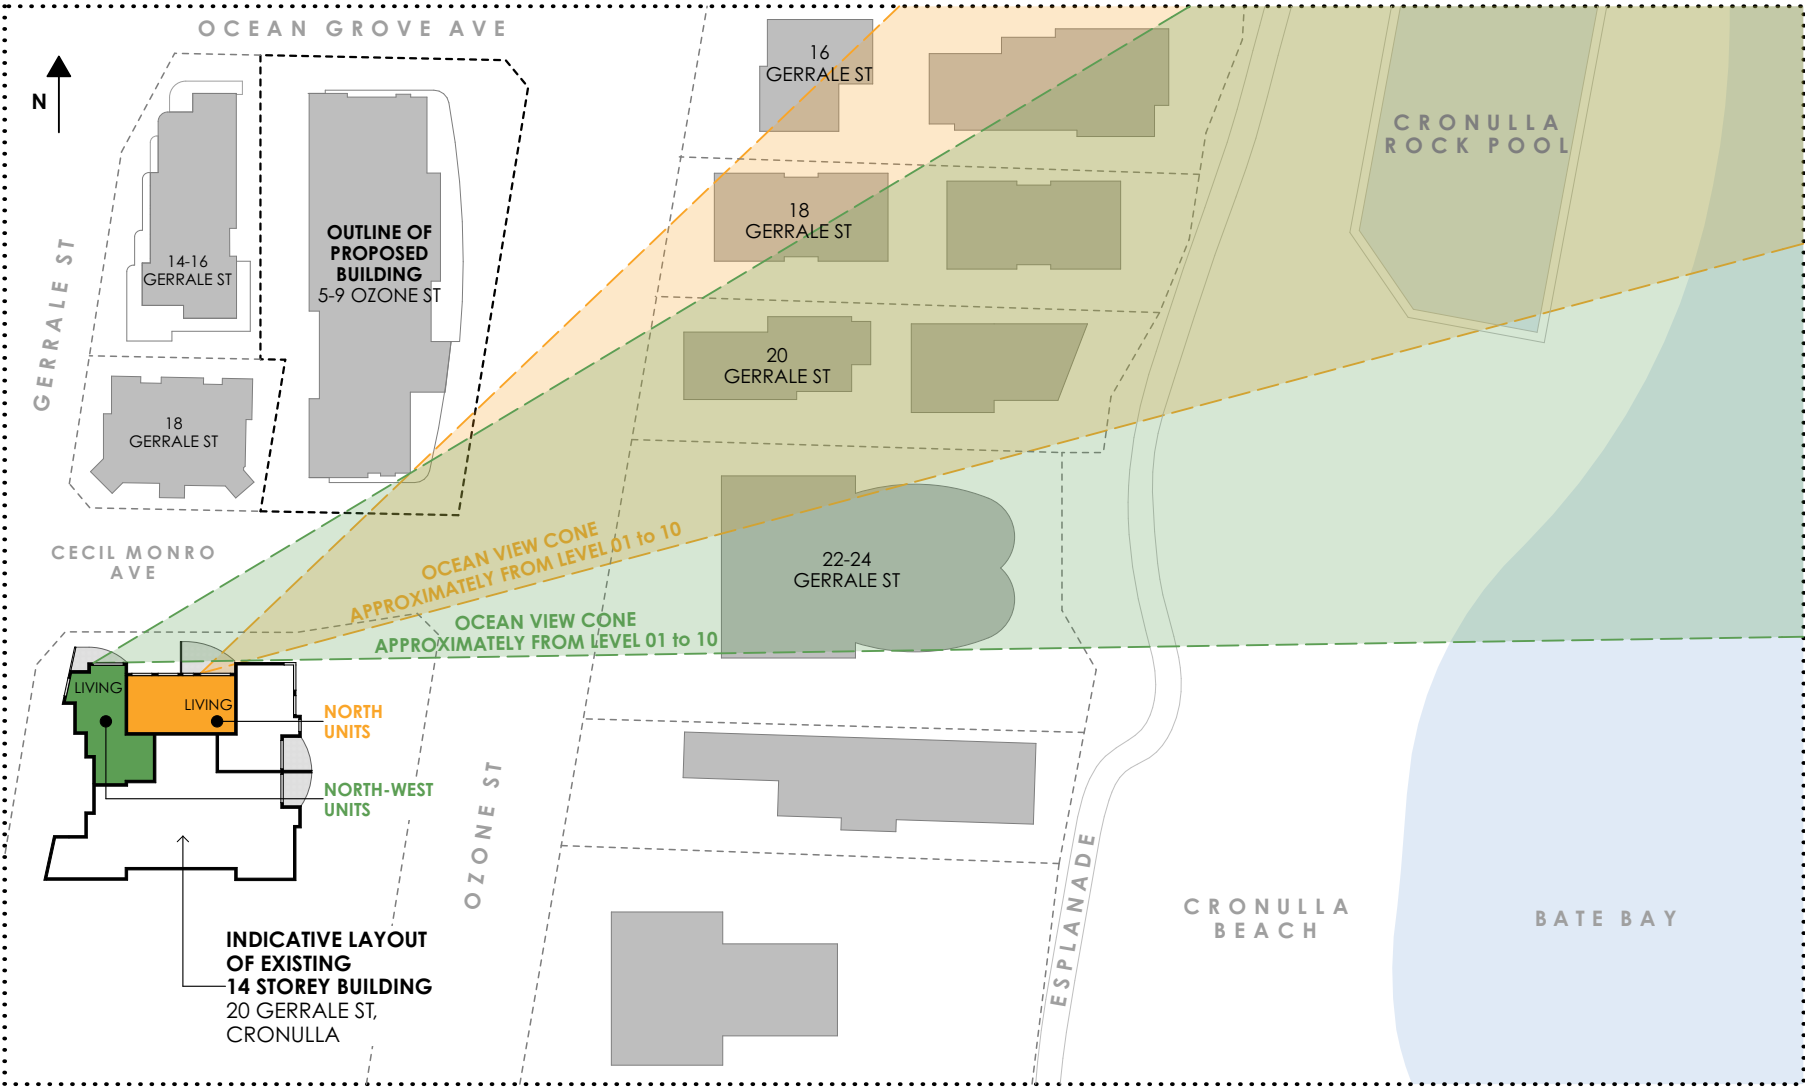 OCEAN GROVE AVE
N
16
GERRALE ST
CRONULLA
ROCK POOL
GERRALE ST
14-16
GERRALE ST
OUTLINE OF
PROPOSED
BUILDING
5-9 OZONE ST
18
GERRALE ST
20
GERRALE ST
18
GERRALE ST
CECIL MONRO
AVE
OCEAN VIEW CONE
APPROXIMATELY FROM LEVEL 01 to 10
22-24
GERRALE ST
OCEAN VIEW CONE
APPROXIMATELY FROM LEVEL 01 to 10
LIVING
LIVING
NORTH
UNITS
NORTH-WEST
UNITS
OZONE ST
ESPLANADE
CRONULLA
BEACH
BATE BAY
INDICATIVE LAYOUT
OF EXISTING
14 STOREY BUILDING
20 GERRALE ST,
CRONULLA